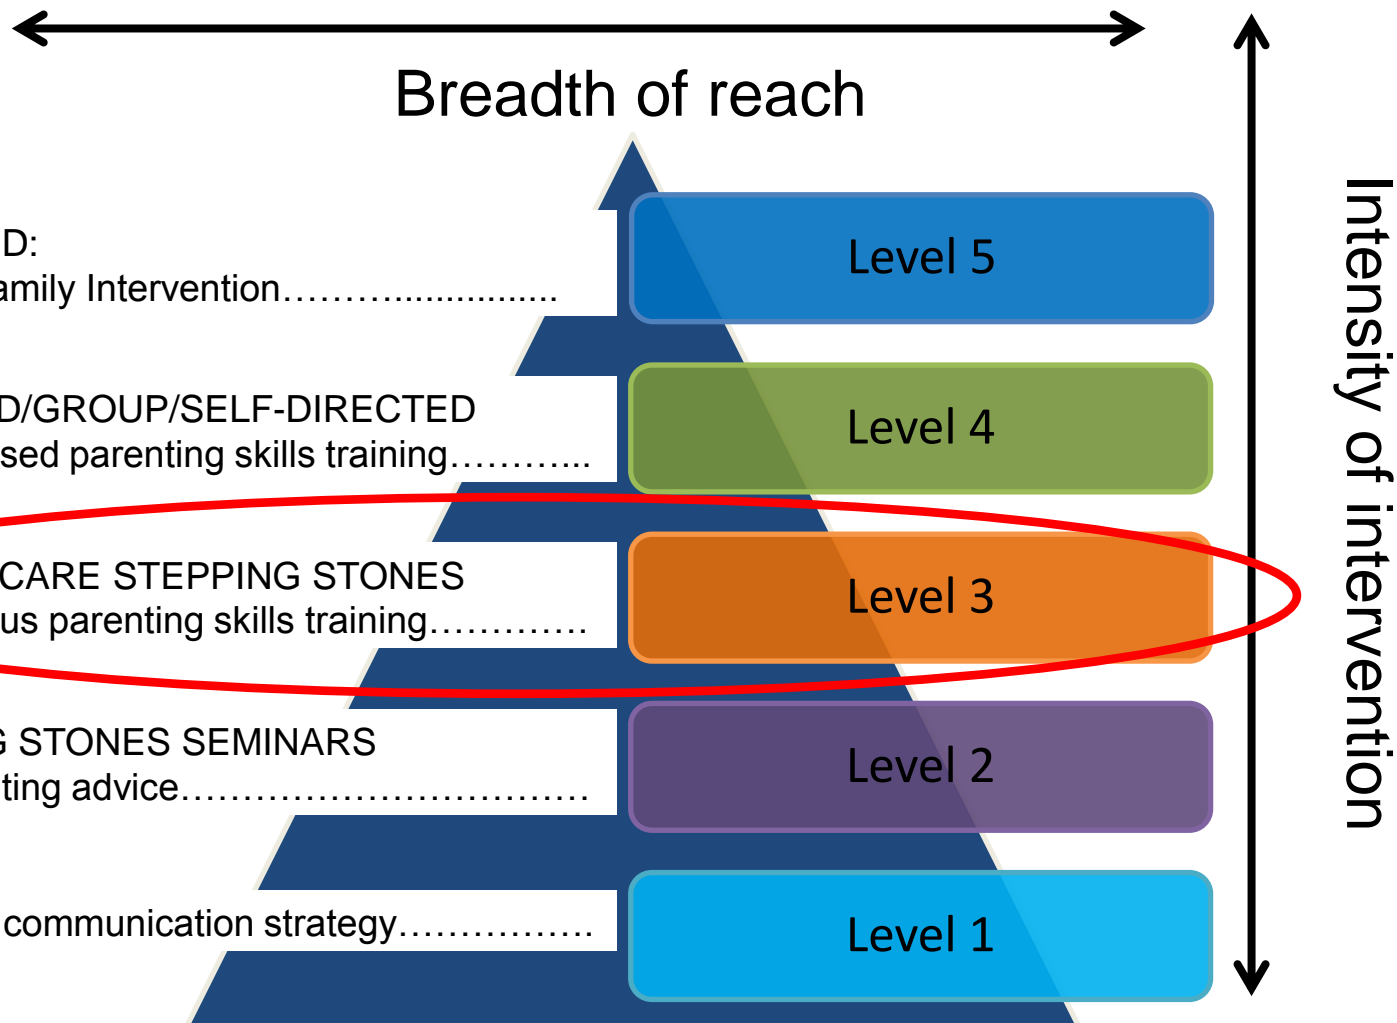 Breadth of reach
D:
amily Intervention………................
Level 5
D/GROUP/SELF-DIRECTED
sed parenting skills training………...
Level 4
CARE STEPPING STONES
us parenting skills training………….
Level 3
G STONES SEMINARS
ting advice……………………………
Level 2
communication strategy…………….
Level 1
Intensity of intervention